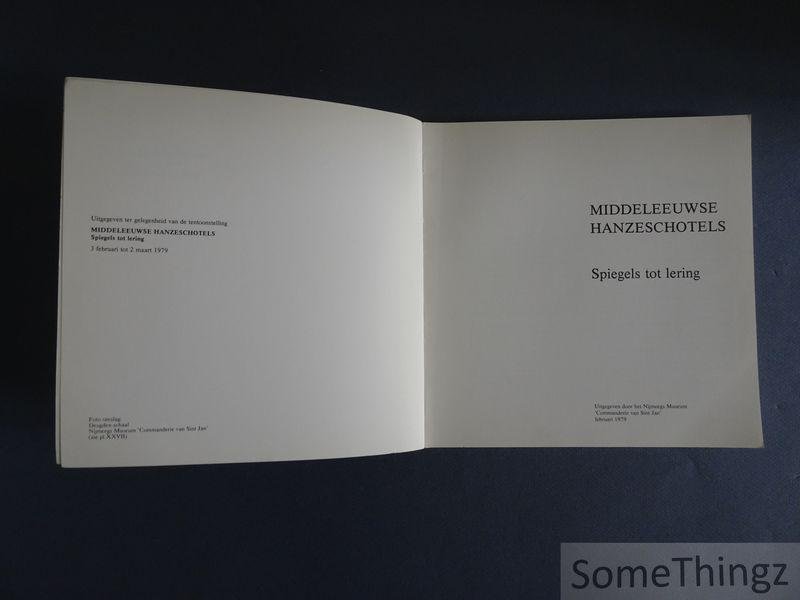 Uitgegeven ter gelegenheid van de tentoonstelling
MIDDELEEUWSE HANZESCHOTELS
Spiegels tot lering
3 februari tot 2 maart 1979
Foto omslag:
Deugden-schaal
Nijmeegs Museum 'Commanderie van Sint Jan'
(zie pl.XXVII)
MIDDELEEUWSE
HANZESCHOTELS
Spiegels tot lering
Uitgegeven door het Nijmeegs Museum
'Commanderie van Sint Jan'
februari 1979
SomeThingz